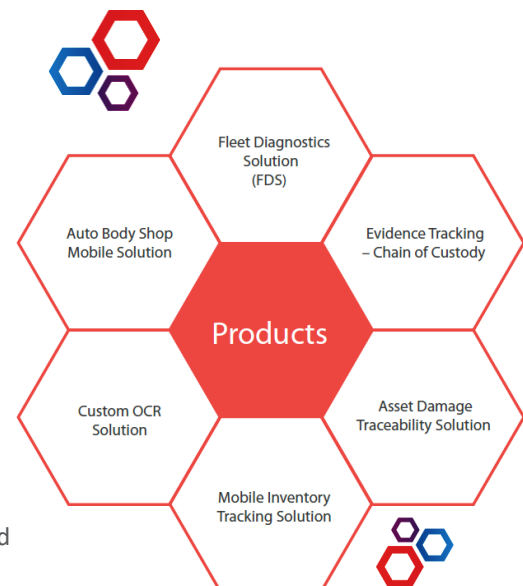 Fleet Diagnostics
Solution
(FDS)
Auto Body Shop
Mobile Solution
Evidence Tracking
– Chain of Custody
Products
Custom OCR
Solution
Asset Damage
Traceability Solution
Mobile Inventory
Tracking Solution
d